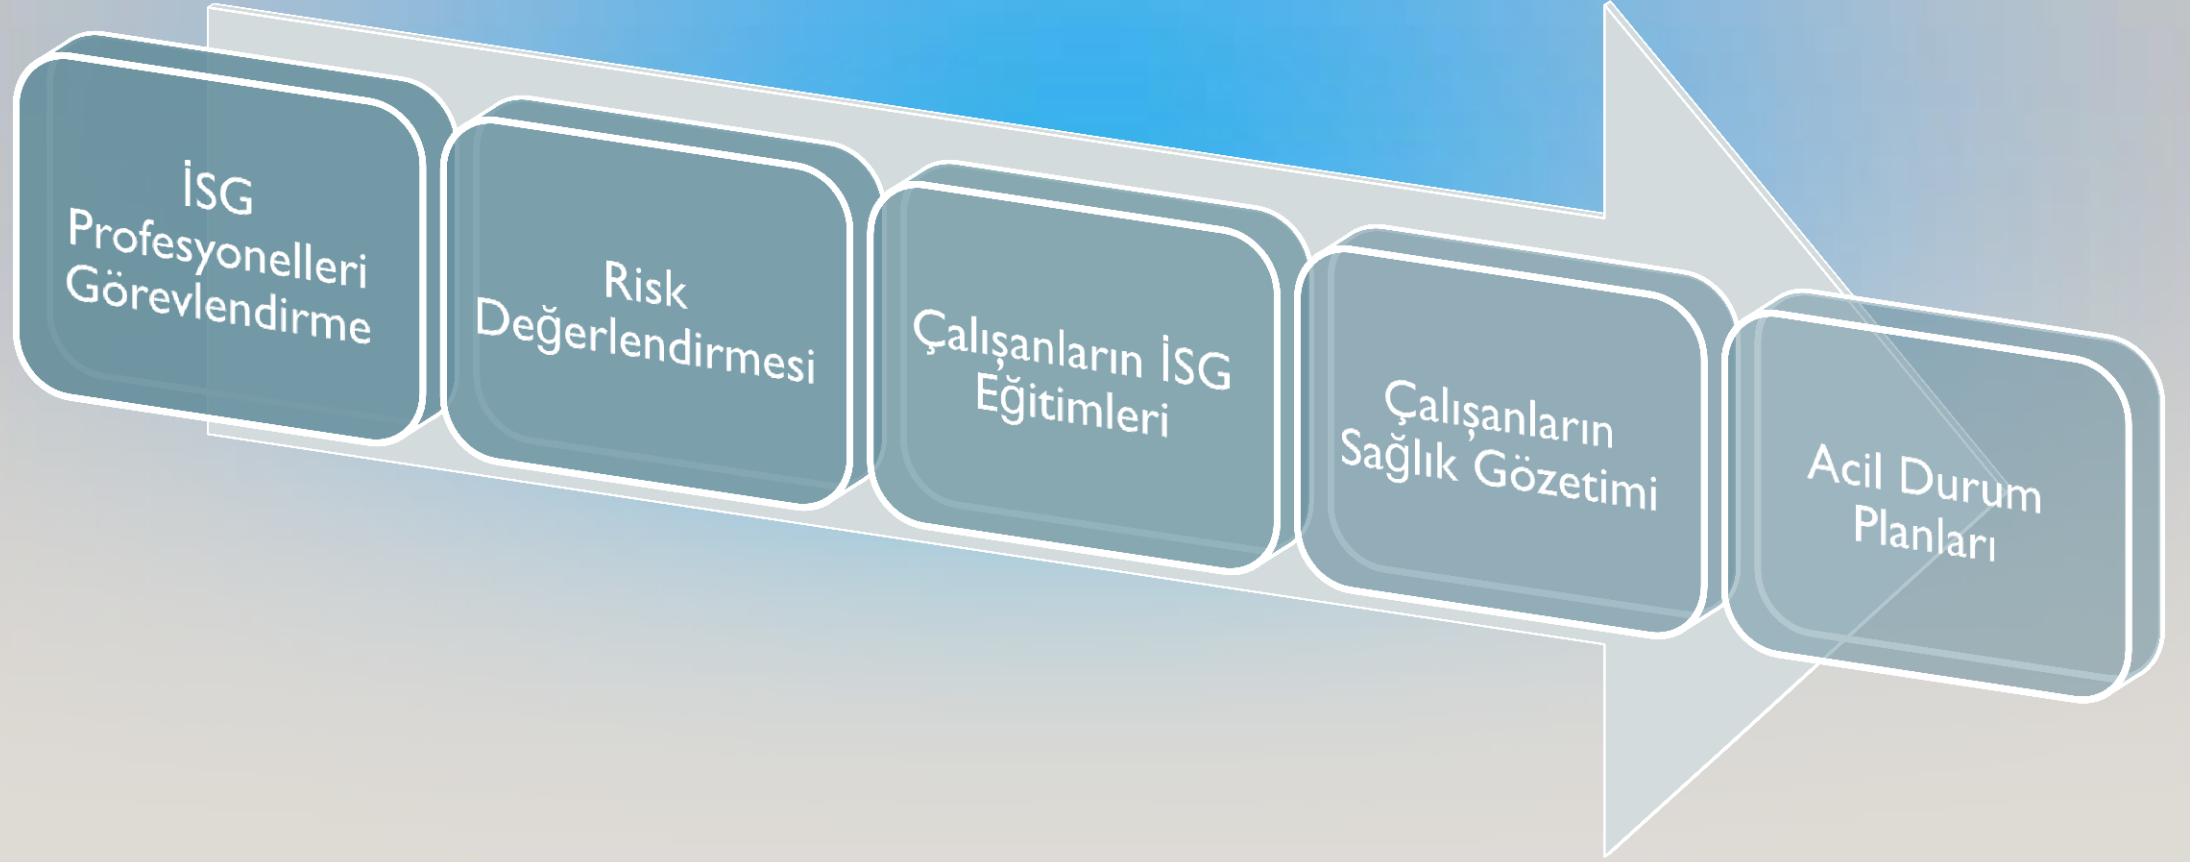 İSG
Profesyonelleri
Görevlendirme
Risk
Değerlendirmesi
Çalışanların İSG
Eğitimleri
Çalışanların
Sağlık Gözetimi
Acil Durum
Planları